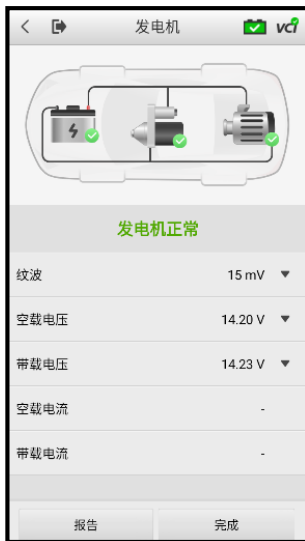 发电机
vci
发电机正常
纹波 15 mV
空载电压 14.20 V
带载电压 14.23 V
空载电流 -
带载电流 -
报告 完成